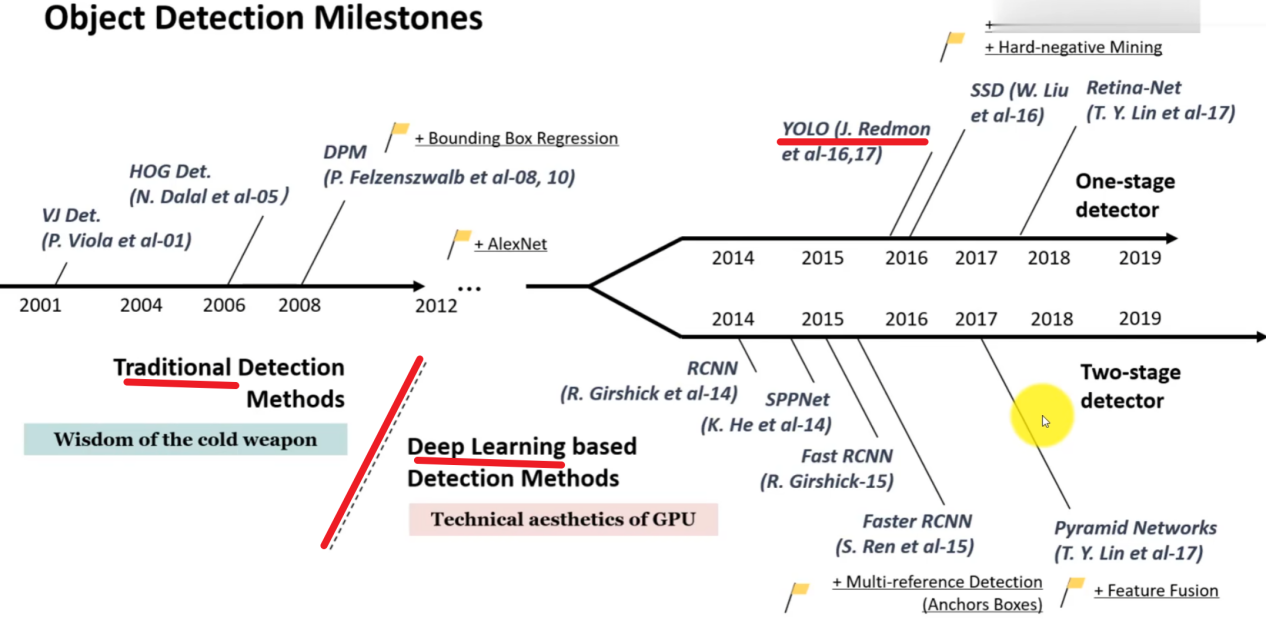 Object Detection Milestones
+
+ Hard-negative Mining
SSD (W. Liu
et al-16)
Retina-Net
(T. Y. Lin et al-17)
YOLO (J. Redmon
et al-16,17)
+ Bounding Box Regression
DPM
(P. Felzenszwalb et al-08, 10)
HOG Det.
(N. Dalal et al-05)
VJ Det.
(P. Viola et al-01)
+ AlexNet
One-stage
detector
2014 2015 2016 2017 2018 2019
2001 2004 2006 2008 2012 ...
2014 2015 2016 2017 2018 2019
Traditional Detection
Methods
Wisdom of the cold weapon
Deep Learning based
Detection Methods
Technical aesthetics of GPU
RCNN
(R. Girshick et al-14)
SPPNet
(K. He et al-14)
Fast RCNN
(R. Girshick-15)
Faster RCNN
(S. Ren et al-15)
Two-stage
detector
Pyramid Networks
(T. Y. Lin et al-17)
+ Multi-reference Detection
(Anchors Boxes)
+ Feature Fusion